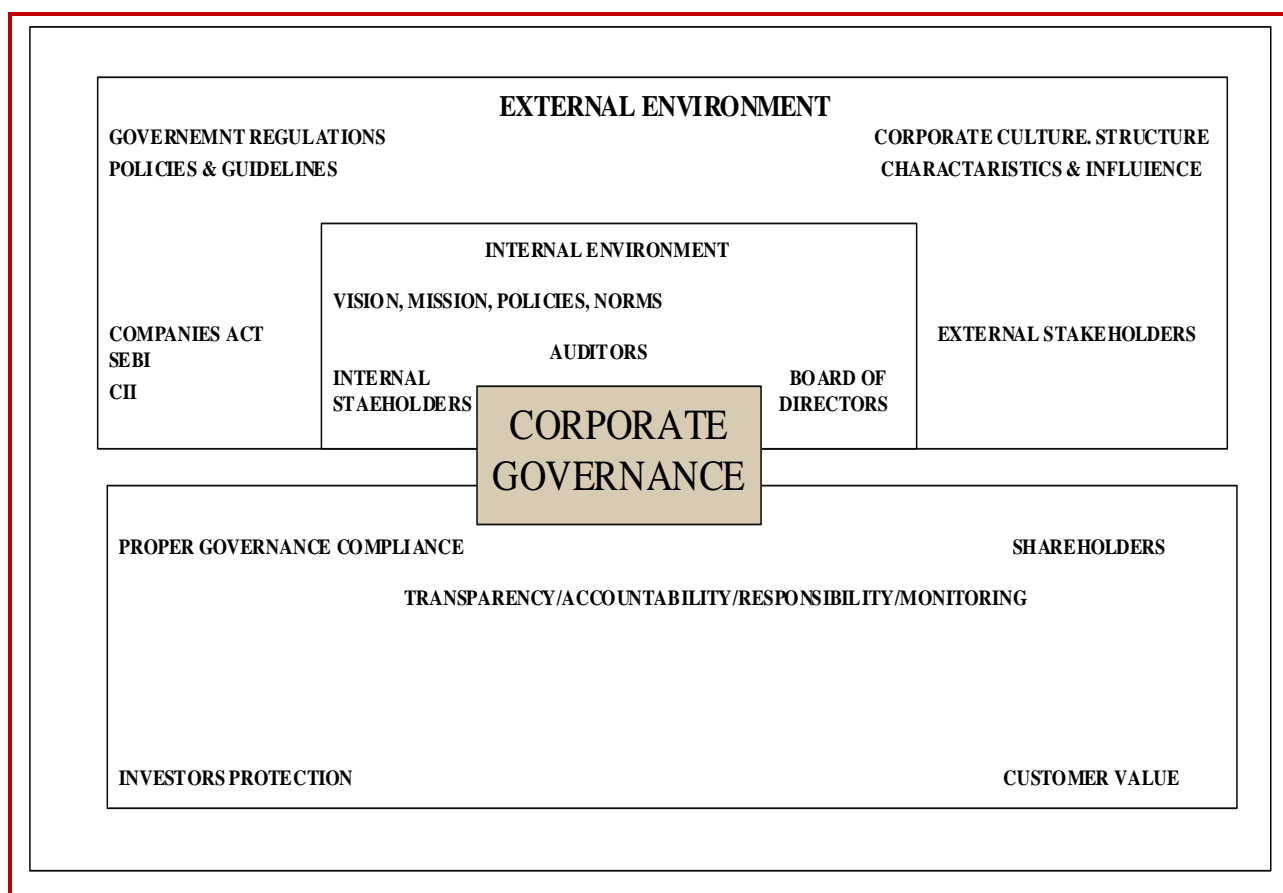 EXTERNAL ENVIRONMENT
GOVERNEMNT REGULATIONS
POLICIES & GUIDELINES
CORPORATE CULTURE. STRUCTURE
CHARACTARISTICS & INFLUIENCE
INTERNAL ENVIRONMENT
VISION, MISSION, POLICIES, NORMS
COMPANIES ACT
SEBI
CII
AUDITORS
INTERNAL
STAEHOLDERS
BOARD OF
DIRECTORS
EXTERNAL STAKEHOLDERS
CORPORATE
GOVERNANCE
PROPER GOVERNANCE COMPLIANCE
SHAREHOLDERS
TRANSPARENCY/ACCOUNTABILITY/RESPONSIBILITY/MONITORING
INVESTORS PROTECTION
CUSTOMER VALUE